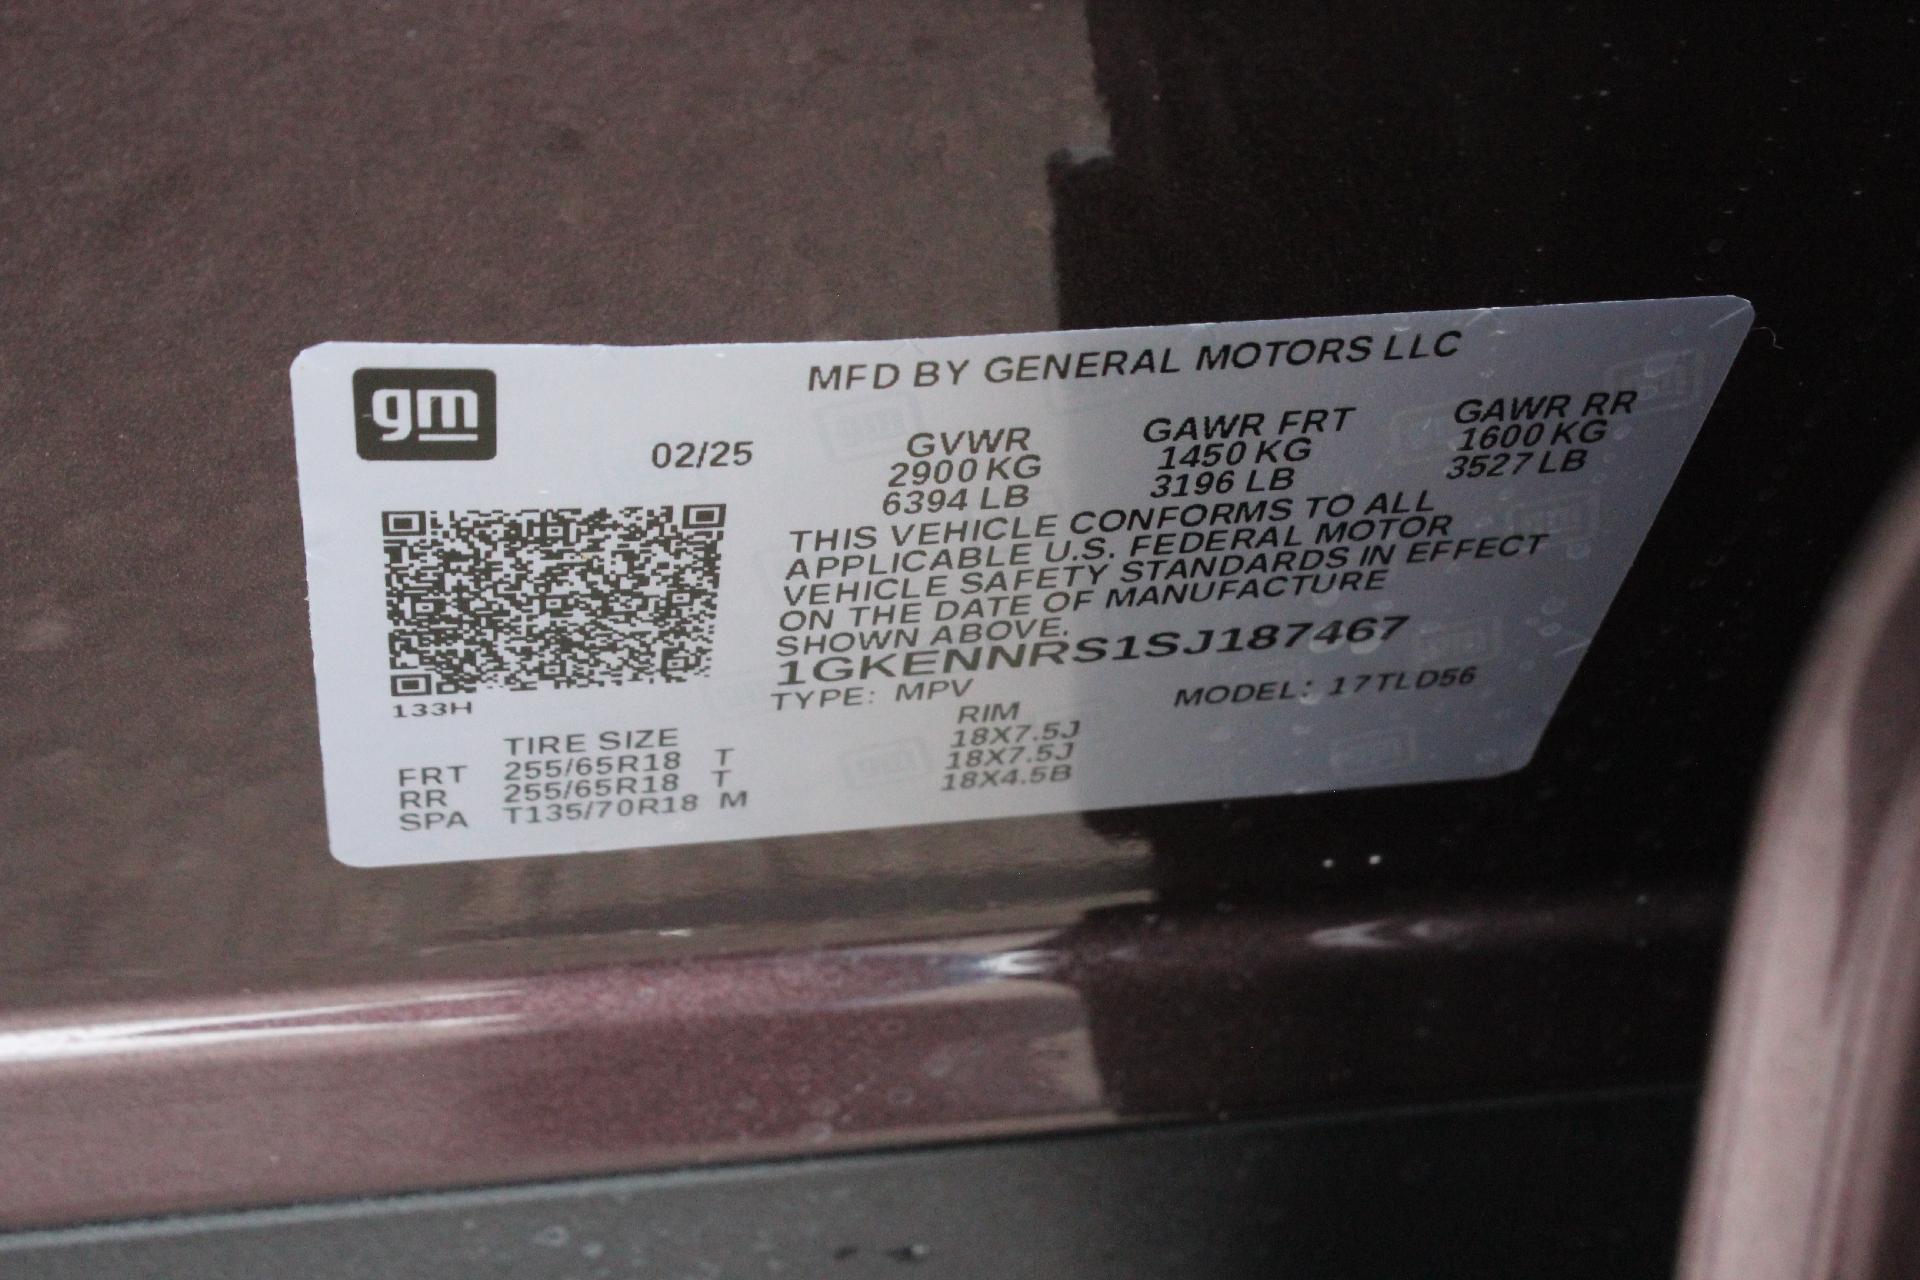 gm
MFD BY GENERAL MOTORS LLC
02/25
GVWR GAWR FRT GAWR RR
2900 KG 1450 KG 1600 KG
6394 LB 3196 LB 3527 LB
THIS VEHICLE CONFORMS TO ALL
APPLICABLE U.S. FEDERAL MOTOR
VEHICLE SAFETY STANDARDS IN EFFECT
ON THE DATE OF MANUFACTURE
SHOWN ABOVE.
1GKENNRS1SJ187467
TYPE: MPV MODEL: 17TLD56
133H
TIRE SIZE RIM
FRT 255/65R18 T 18X7.5J
RR 255/65R18 T 18X7.5J
SPA T135/70R18 M 18X4.5B